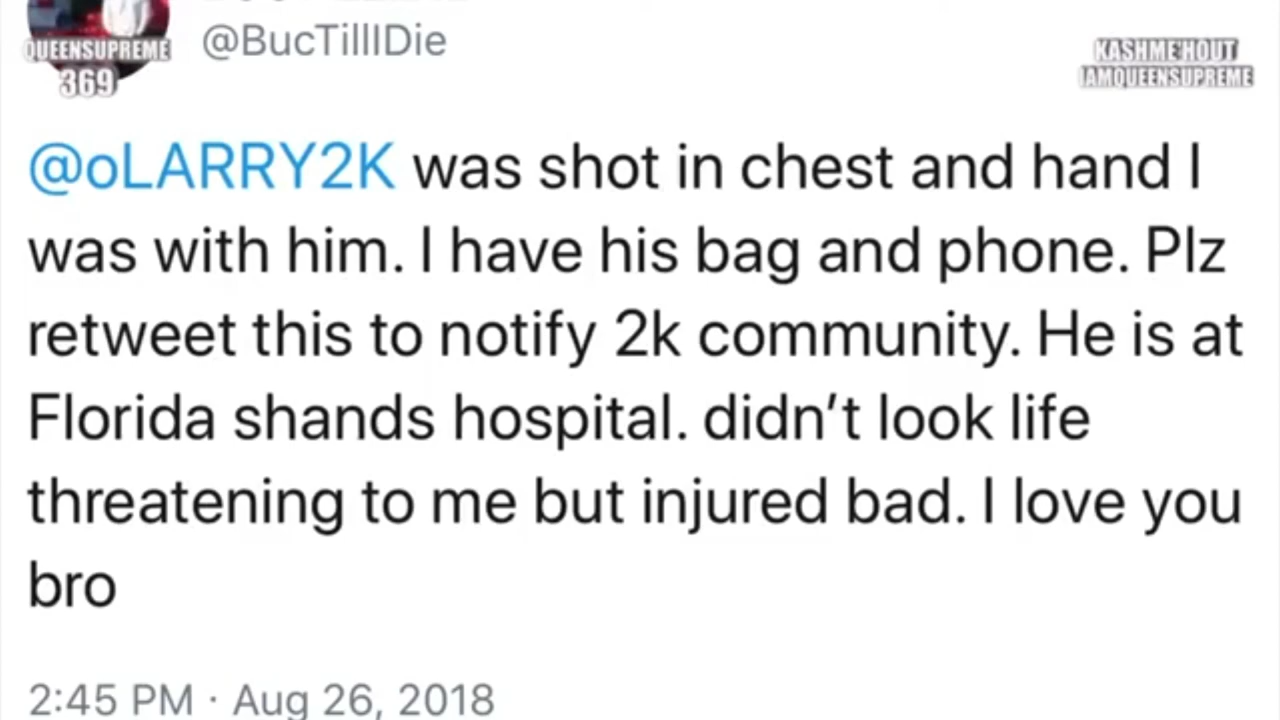 @BucTillIDie
QUEENSUPREME
369
KASHME'HOUT
IAMQUEENSUPREME
@oLARRY2K was shot in chest and hand I
was with him. I have his bag and phone. Plz
retweet this to notify 2k community. He is at
Florida shands hospital. didn’t look life
threatening to me but injured bad. I love you
bro
2:45 PM · Aug 26, 2018